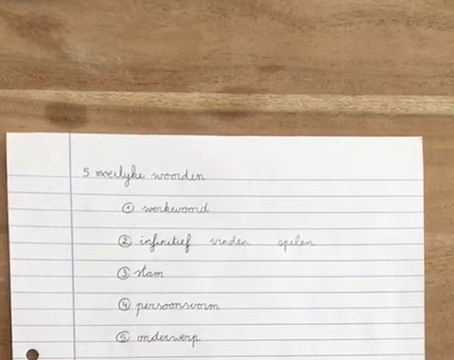 5 moeilijke woorden
① werkwoord
② infinitief vinden spelen
③ stam
④ persoonsvorm
⑤ onderwerp